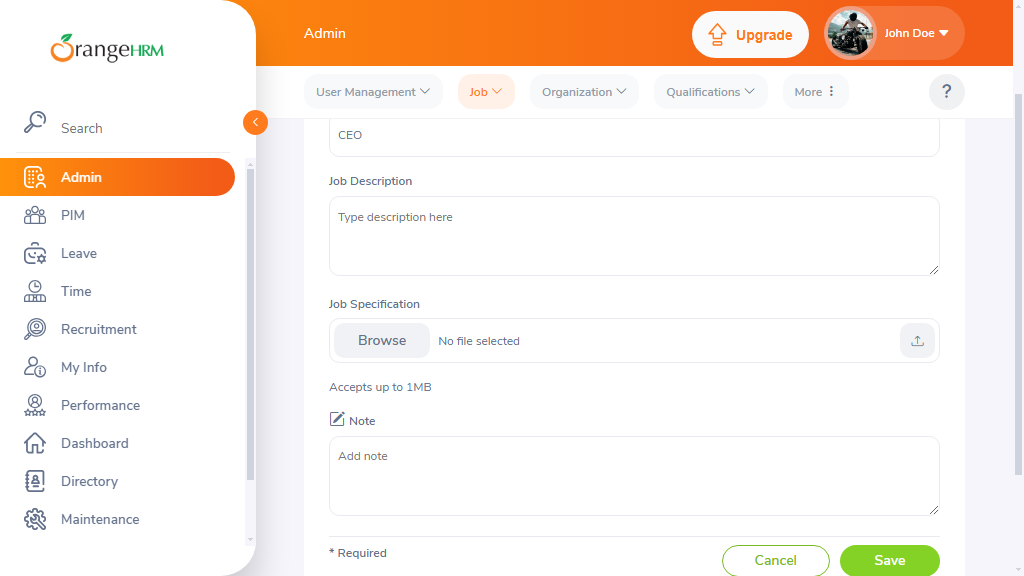 OrangeHRM
Admin
Upgrade
John Doe
User Management
Job
Organization
Qualifications
More
?
Search
Admin
PIM
Leave
Time
Recruitment
My Info
Performance
Dashboard
Directory
Maintenance
CEO
Job Description
Type description here
Job Specification
Browse
No file selected
Accepts up to 1MB
Note
Add note
* Required
Cancel
Save